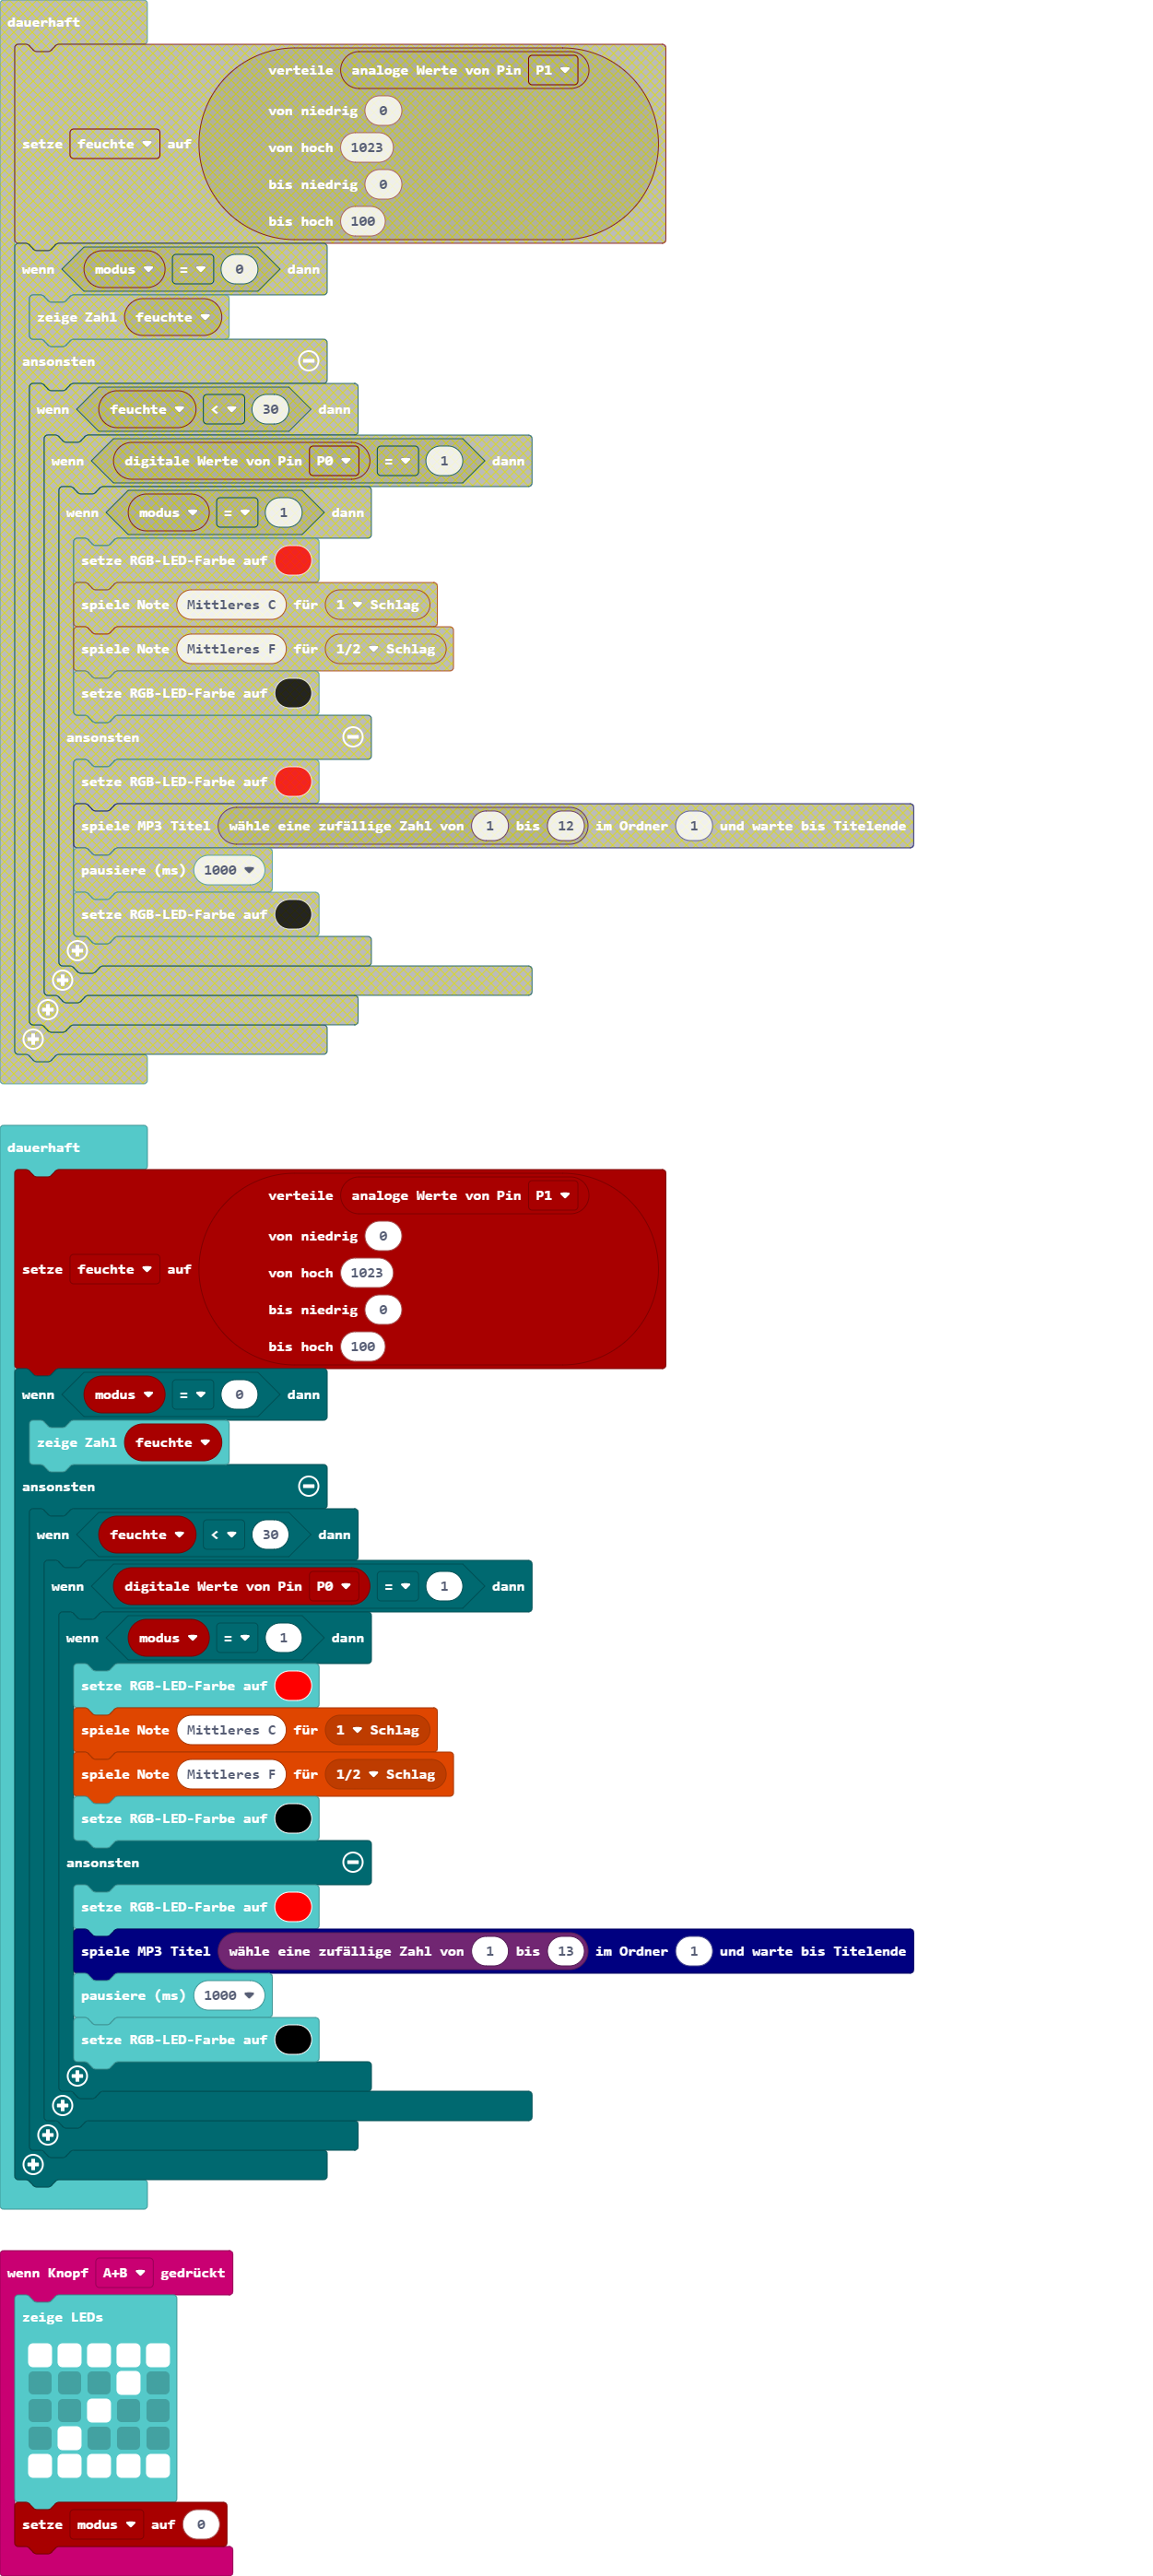 dauerhaft
verteile analoge Werte von Pin P1
von niedrig 0
von hoch 1023
setze feuchte auf
bis niedrig 0
bis hoch 100
wenn modus = 0 dann
zeige Zahl feuchte
ansonsten
wenn feuchte < 30 dann
wenn digitale Werte von Pin P0 = 1 dann
wenn modus = 1 dann
setze RGB-LED-Farbe auf
spiele Note Mittleres C für 1 Schlag
spiele Note Mittleres F für 1/2 Schlag
setze RGB-LED-Farbe auf
ansonsten
setze RGB-LED-Farbe auf
spiele MP3 Titel wähle eine zufällige Zahl von 1 bis 12 im Ordner 1 und warte bis Titelende
pausiere (ms) 1000
setze RGB-LED-Farbe auf
dauerhaft
verteile analoge Werte von Pin P1
von niedrig 0
von hoch 1023
setze feuchte auf
bis niedrig 0
bis hoch 100
wenn modus = 0 dann
zeige Zahl feuchte
ansonsten
wenn feuchte < 30 dann
wenn digitale Werte von Pin P0 = 1 dann
wenn modus = 1 dann
setze RGB-LED-Farbe auf
spiele Note Mittleres C für 1 Schlag
spiele Note Mittleres F für 1/2 Schlag
setze RGB-LED-Farbe auf
ansonsten
setze RGB-LED-Farbe auf
spiele MP3 Titel wähle eine zufällige Zahl von 1 bis 13 im Ordner 1 und warte bis Titelende
pausiere (ms) 1000
setze RGB-LED-Farbe auf
wenn Knopf A+B gedrückt
zeige LEDs
setze modus auf 0